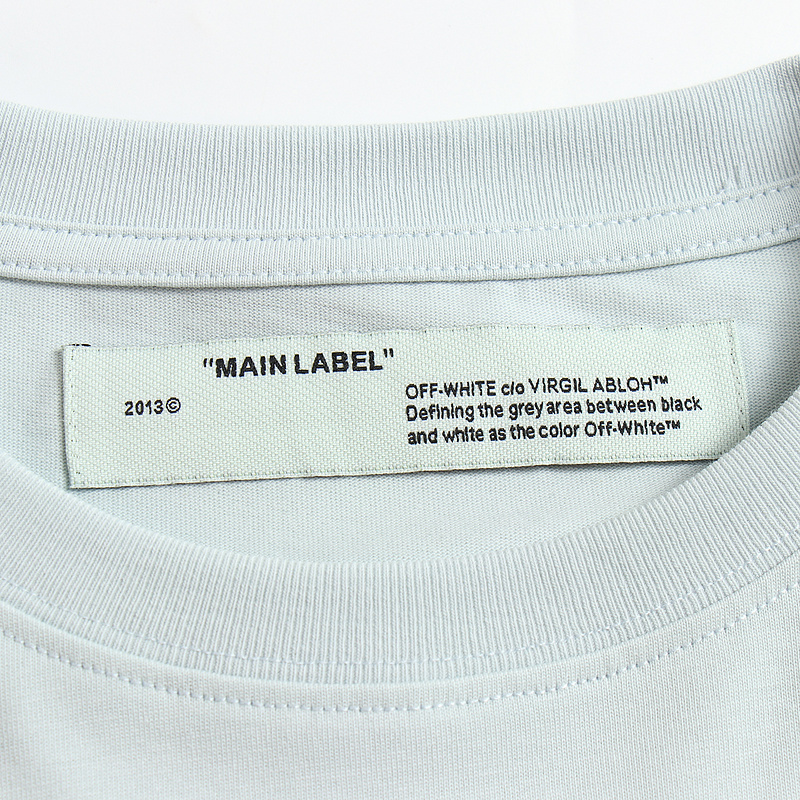 "MAIN LABEL"
2013©
OFF-WHITE c/o VIRGIL ABLOH™
Defining the grey area between black
and white as the color Off-White™